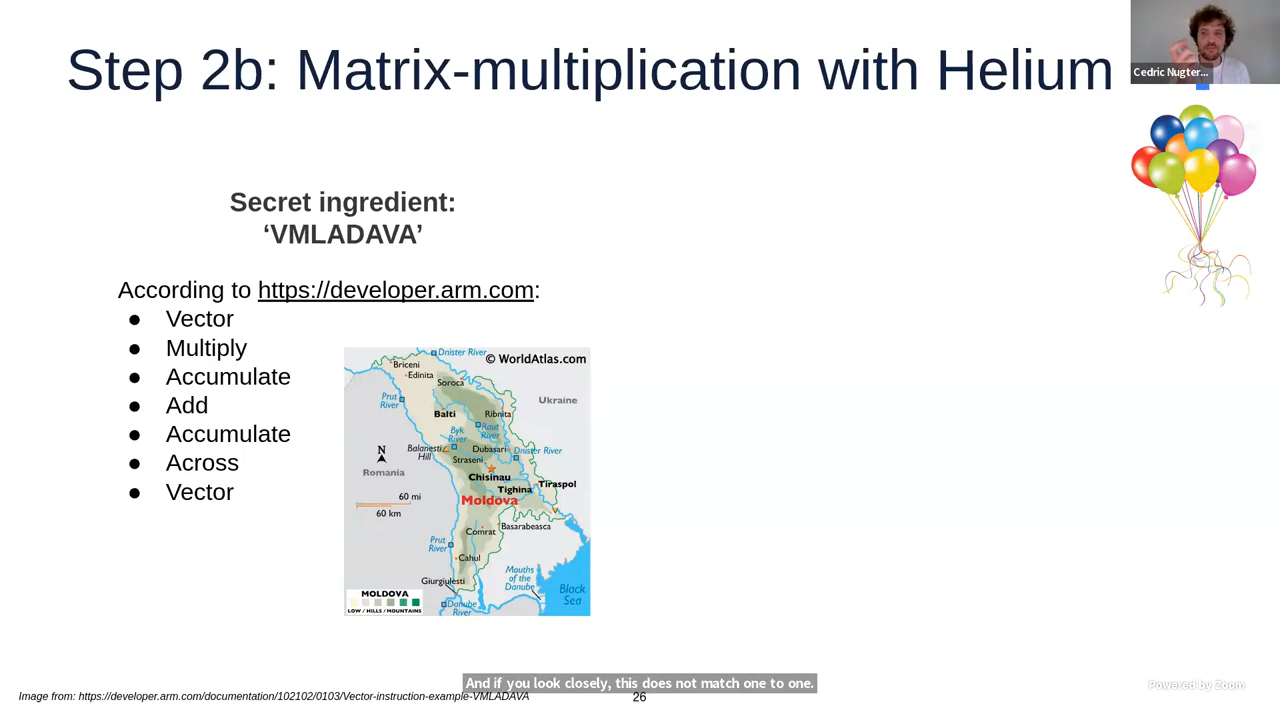 Step 2b: Matrix-multiplication with Helium
Cedric Nugter...
Secret ingredient:
‘VMLADAVA’
According to https://developer.arm.com:
● Vector
● Multiply
● Accumulate
● Add
● Accumulate
● Across
● Vector
© WorldAtlas.com
Dnister River
Briceni
Edinita
Soroca
Ukraine
Prut
River
Balti
Ribnita
Byk
River
Raut
River
Balanesti
Hill
Dubasari
Dnister River
N
Straseni
Romania
Chisinau
Tighina
Tiraspol
60 mi
Moldova
60 km
Comrat
Basarabeasca
Prut
River
Cahul
Giurgiulesti
Mouths
of the
Danube
Black
Sea
MOLDOVA
LOW / HILLS / MOUNTAINS
Danube
River
And if you look closely, this does not match one to one.
Image from: https://developer.arm.com/documentation/102102/0103/Vector-instruction-example-VMLADAVA
26
Powered by Zoom